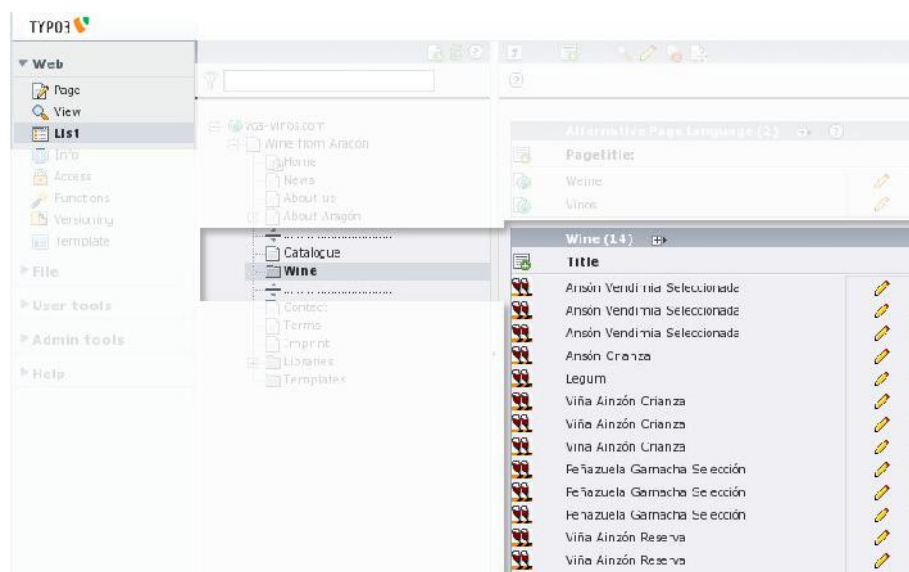 TYPO3
Web
Page
View
List
Info
Access
Functions
Versioning
Template
File
User tools
Admin tools
Help
Wine from Aragón
Home
News
About us
About Aragón
Catalogue
Wine
Contact
Terms
Imprint
Libraries
Templates
Alternative Page Language (2)
Pagetitle:
Weine
Vinos
Wine (14)
Title
Ansón Vendimia Seleccionada
Ansón Vendimia Seleccionada
Ansón Vendimia Seleccionada
Ansón Crianza
Legum
Viña Ainzón Crianza
Viña Ainzón Crianza
Viña Ainzón Crianza
Peñazuela Garnacha Selección
Peñazuela Garnacha Selección
Peñazuela Garnacha Selección
Viña Ainzón Reserva
Viña Ainzón Reserva